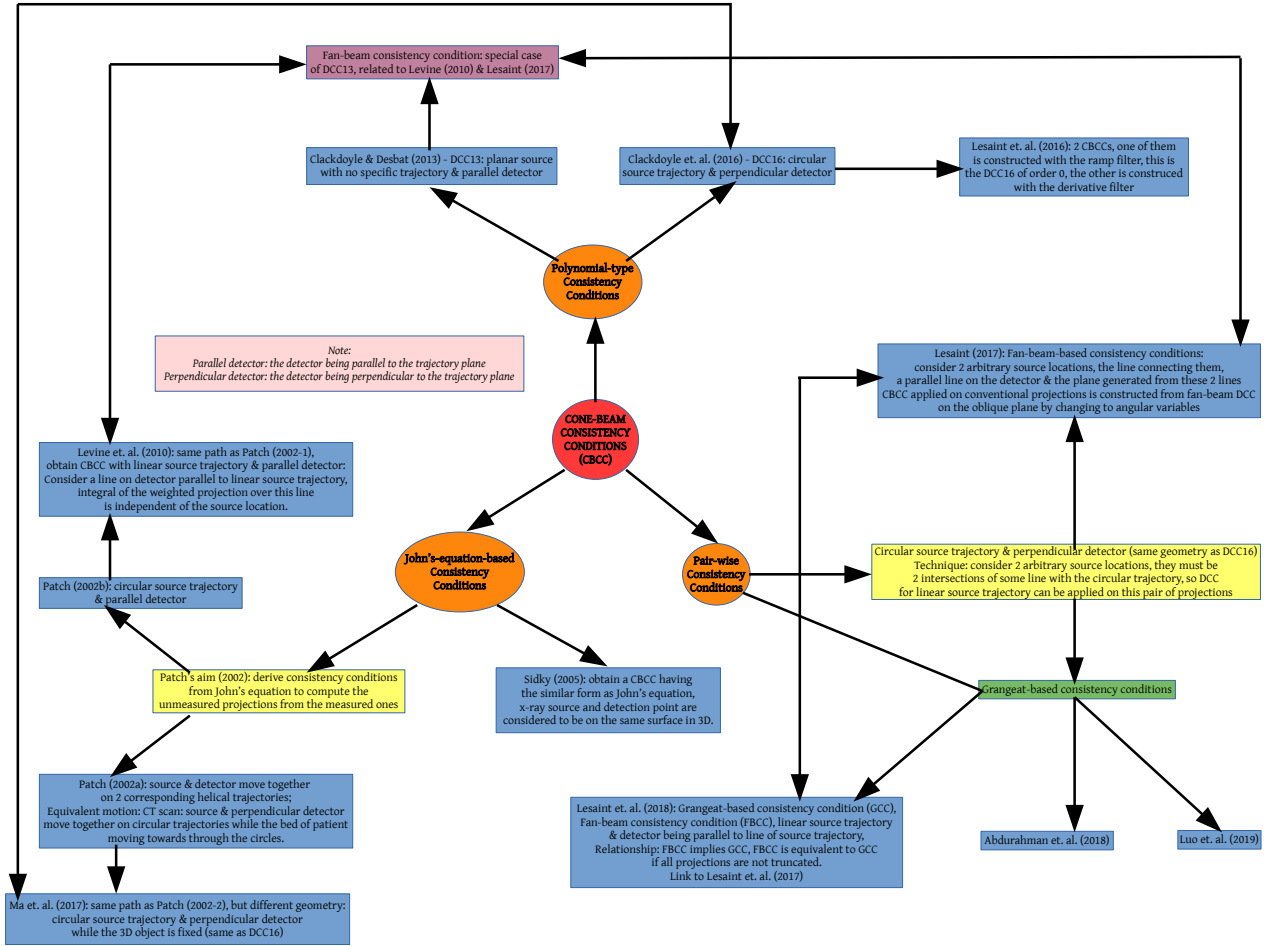 Fan-beam consistency condition: special case
of DCC13, related to Levine (2010) & Lesaint (2017)
Clackdoyle & Desbat (2013) - DCC13: planar source
with no specific trajectory & parallel detector
Clackdoyle et. al. (2016) - DCC16: circular
source trajectory & perpendicular detector
Lesaint et. al. (2016): 2 CBCCs, one of them
is constructed with the ramp filter, this is
the DCC16 of order 0, the other is construced
with the derivative filter
Polynomial-type
Consistency
Conditions
Note:
Parallel detector: the detector being parallel to the trajectory plane
Perpendicular detector: the detector being perpendicular to the trajectory plane
Lesaint (2017): Fan-beam-based consistency conditions:
consider 2 arbitrary source locations, the line connecting them,
a parallel line on the detector & the plane generated from these 2 lines
CBCC applied on conventional projections is constructed from fan-beam DCC
on the oblique plane by changing to angular variables
CONE-BEAM
CONSISTENCY
CONDITIONS
(CBCC)
Levine et. al. (2010): same path as Patch (2002-1),
obtain CBCC with linear source trajectory & parallel detector:
Consider a line on detector parallel to linear source trajectory,
integral of the weighted projection over this line
is independent of the source location.
John's-equation-based
Consistency
Conditions
Pair-wise
Consistency
Conditions
Circular source trajectory & perpendicular detector (same geometry as DCC16)
Technique: consider 2 arbitrary source locations, they must be
2 intersections of some line with the circular trajectory, so DCC
for linear source trajectory can be applied on this pair of projections
Patch (2002b): circular source trajectory
& parallel detector
Patch's aim (2002): derive consistency conditions
from John's equation to compute the
unmeasured projections from the measured ones
Sidky (2005): obtain a CBCC having
the similar form as John's equation,
x-ray source and detection point are
considered to be on the same surface in 3D.
Grangeat-based consistency conditions
Patch (2002a): source & detector move together
on 2 corresponding helical trajectories;
Equivalent motion: CT scan: source & perpendicular detector
move together on circular trajectories while the bed of patient
moving towards through the circles.
Lesaint et. al. (2018): Grangeat-based consistency condition (GCC),
Fan-beam consistency condition (FBCC), linear source trajectory
& detector being parallel to line of source trajectory,
Relationship: FBCC implies GCC, FBCC is equivalent to GCC
if all projections are not truncated.
Link to Lesaint et. al. (2017)
Abdurahman et. al. (2018)
Luo et. al. (2019)
Ma et. al. (2017): same path as Patch (2002-2), but different geometry:
circular source trajectory & perpendicular detector
while the 3D object is fixed (same as DCC16)